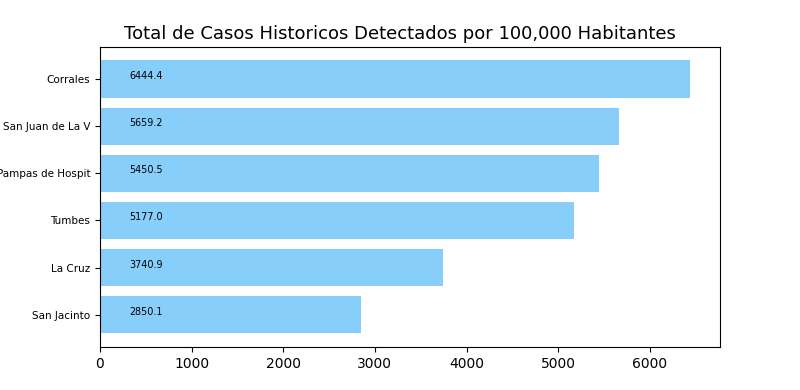 Total de Casos Historicos Detectados por 100,000 Habitantes
Corrales 6444.4
San Juan de La V 5659.2
Pampas de Hospit 5450.5
Tumbes 5177.0
La Cruz 3740.9
San Jacinto 2850.1
0 1000 2000 3000 4000 5000 6000